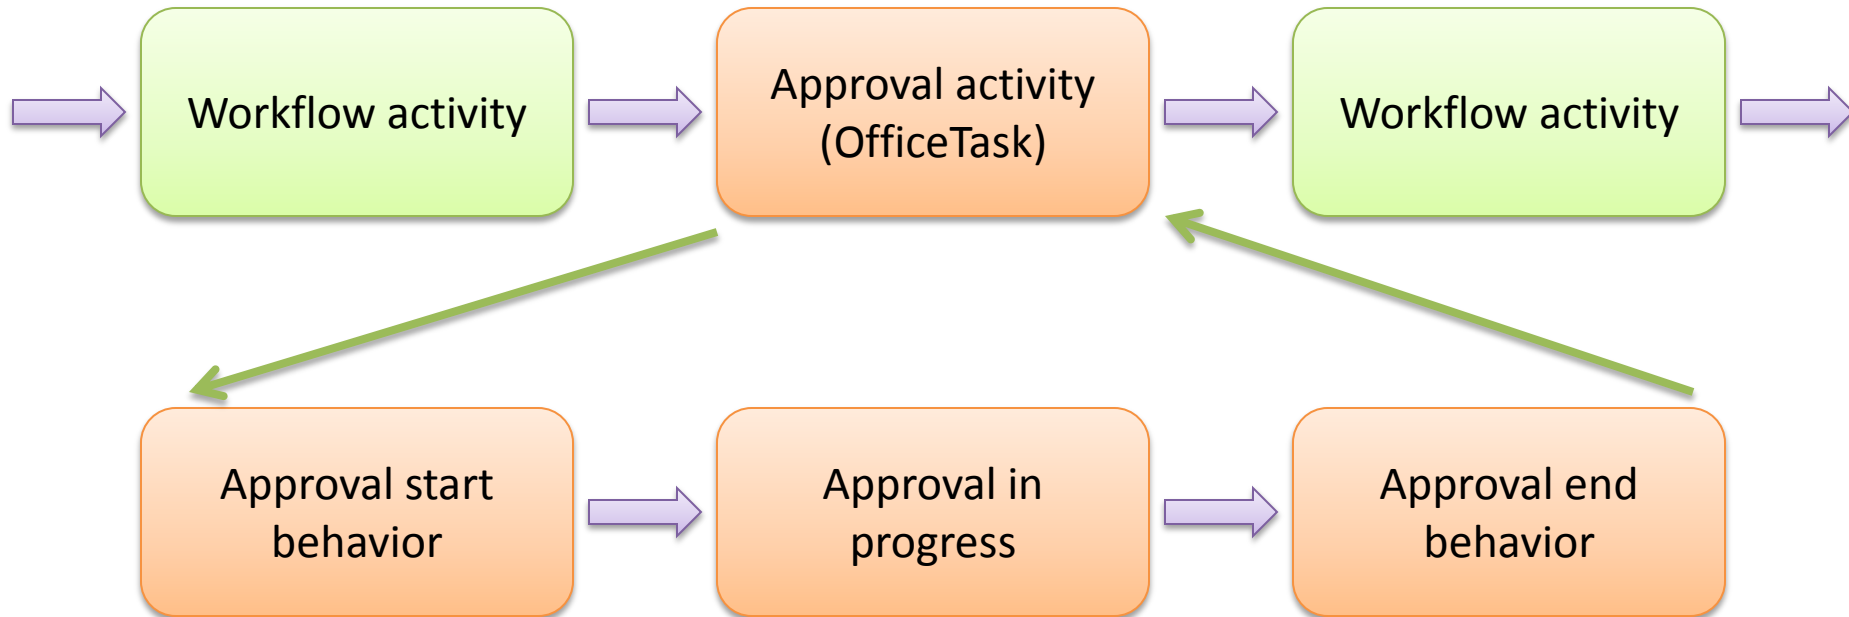 Workflow activity
Approval activity
(OfficeTask)
Workflow activity
Approval start
behavior
Approval in
progress
Approval end
behavior